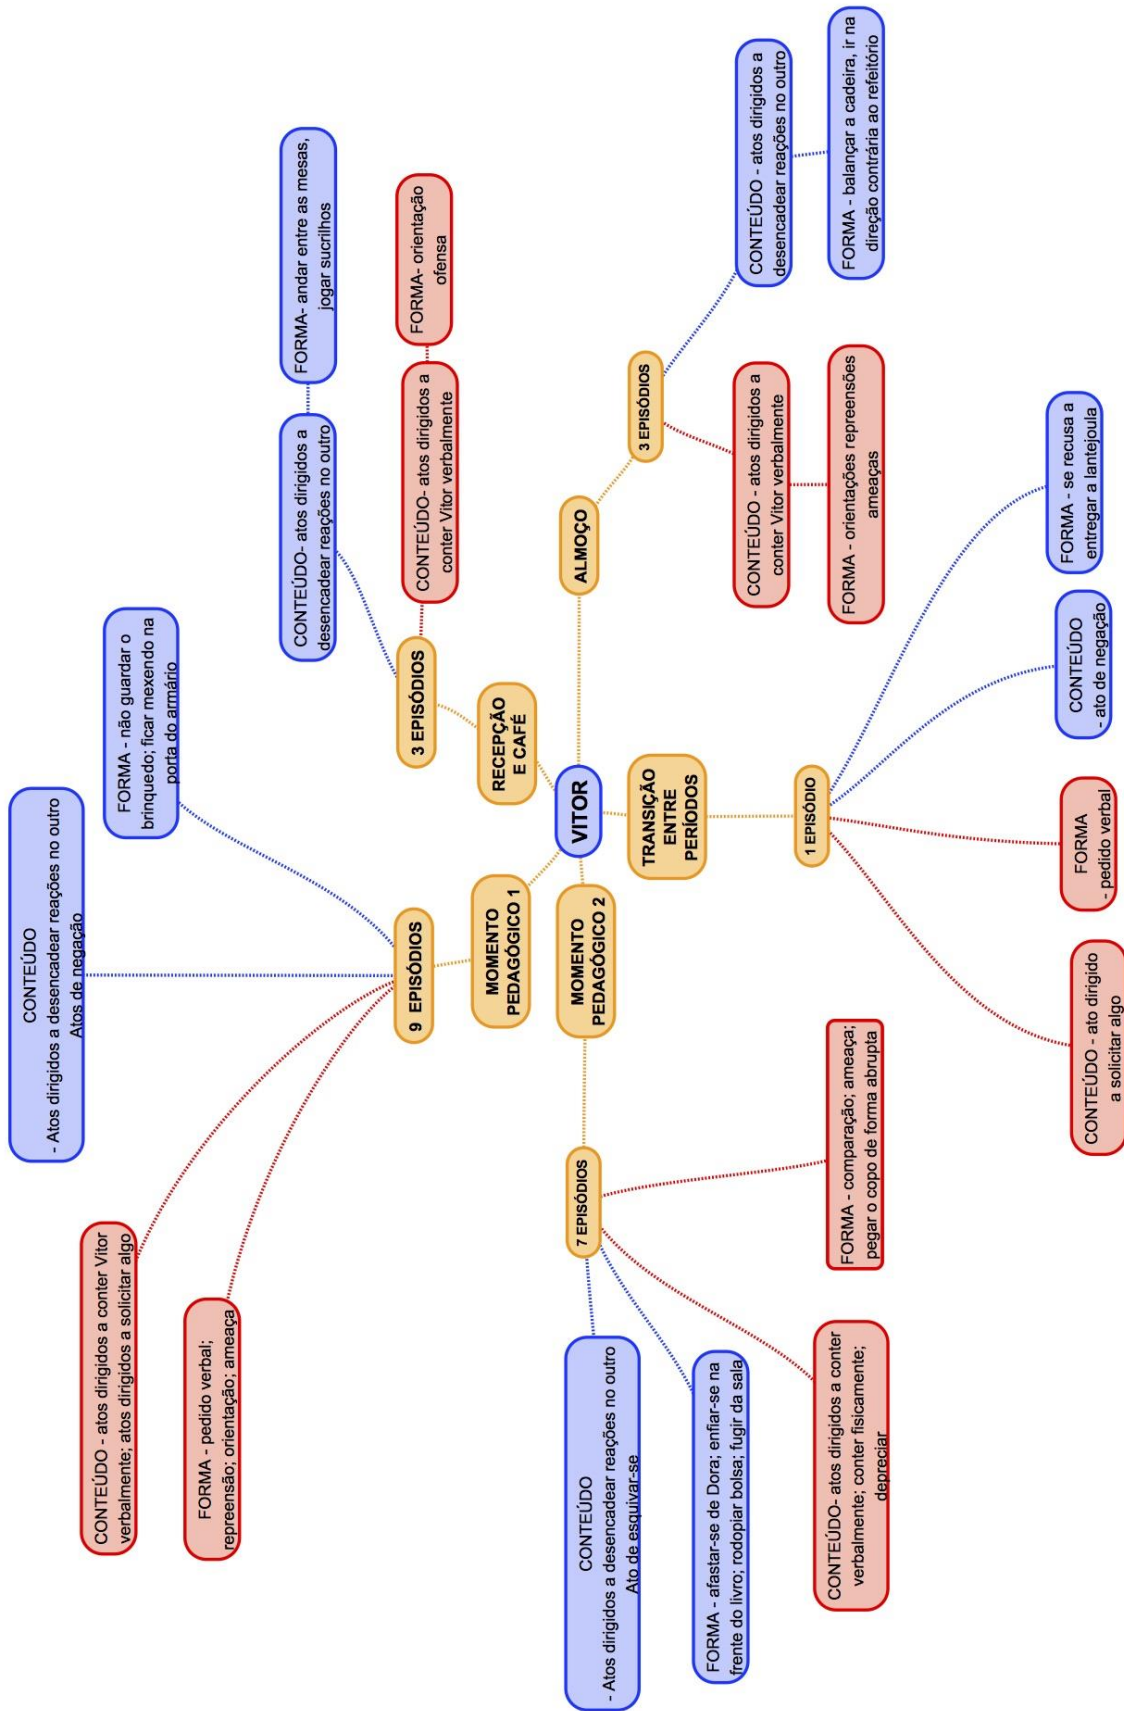 CONTEÚDO
- Atos dirigidos a desencadear reações no outro
Atos de negação
FORMA - não guardar o
brinquedo; ficar mexendo na
porta do armário
CONTEÚDO - atos dirigidos a conter Vitor
verbalmente; atos dirigidos a solicitar algo
FORMA - pedido verbal;
repreensão; orientação; ameaça
9 EPISÓDIOS
MOMENTO
PEDAGÓGICO 1
CONTEÚDO- atos dirigidos a
desencadear reações no outro
FORMA- andar entre as mesas,
jogar sucrilhos
CONTEÚDO- atos dirigidos a
conter Vitor verbalmente
FORMA- orientação
ofensa
3 EPISÓDIOS
RECEPÇÃO
E CAFÉ
VITOR
MOMENTO
PEDAGÓGICO 2
7 EPISÓDIOS
CONTEÚDO
- Atos dirigidos a desencadear reações no outro
Ato de esquivar-se
FORMA - afastar-se de Dora; enfiar-se na
frente do livro; rodopiar bolsa; fugir da sala
CONTEÚDO- atos dirigidos a conter
verbalmente; conter fisicamente;
depreciar
FORMA - comparação; ameaça;
pegar o copo de forma abrupta
TRANSIÇÃO
ENTRE
PERÍODOS
1 EPISÓDIO
CONTEÚDO - ato dirigido
a solicitar algo
FORMA
- pedido verbal
CONTEÚDO
- ato de negação
FORMA - se recusa a
entregar a lantejoula
ALMOÇO
3 EPISÓDIOS
CONTEÚDO - atos dirigidos a
desencadear reações no outro
FORMA - balançar a cadeira, ir na
direção contrária ao refeitório
CONTEÚDO - atos dirigidos a
conter Vitor verbalmente
FORMA - orientações repreensões
ameaças